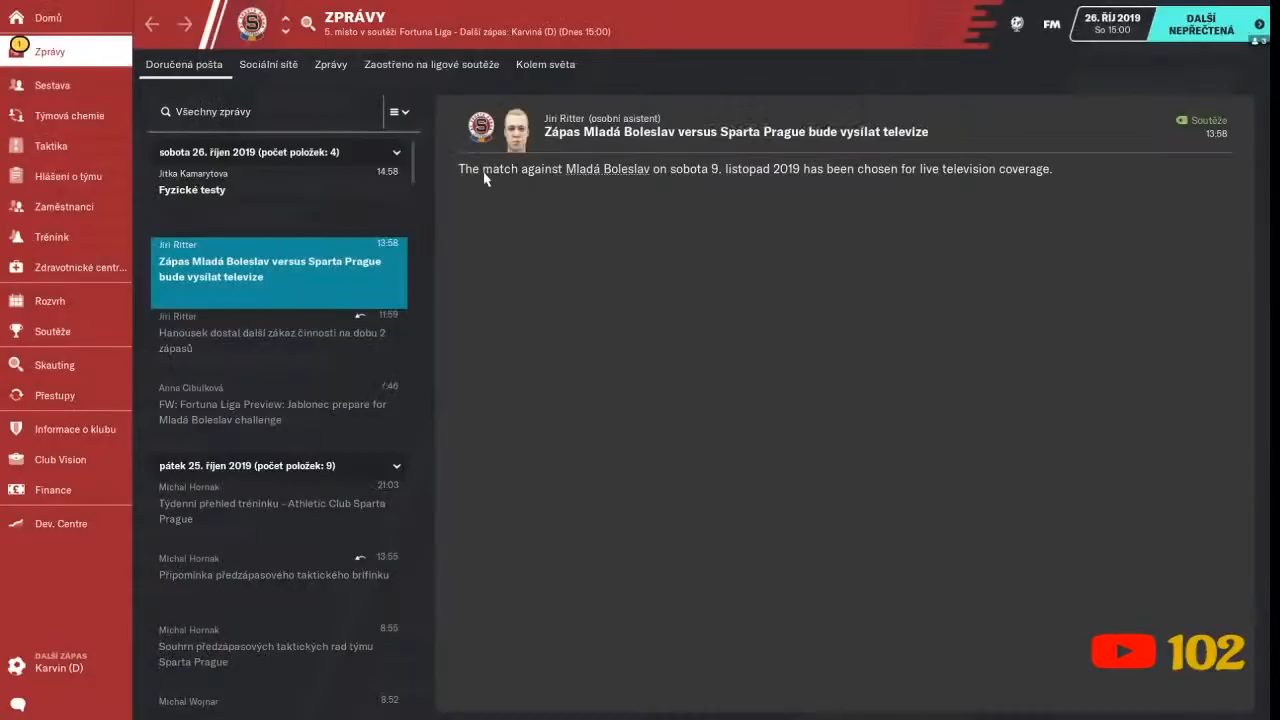 Domů
1
Zprávy
Sestava
Týmová chemie
Taktika
Hlášení o týmu
Zaměstnanci
Trénink
Zdravotnické centr...
Rozvrh
Soutěže
Skauting
Přestupy
Informace o klubu
Club Vision
Finance
Dev. Centre
DALŠÍ ZÁPAS
Karvin (D)
ZPRÁVY
5. místo v soutěži Fortuna Liga - Další zápas: Karviná (D) (Dnes 15:00)
FM
26. ŘÍJ 2019
So 15:00
DALŠÍ
NEPŘEČTENÁ
3
Doručená pošta Sociální sítě Zprávy Zaostřeno na ligové soutěže Kolem světa
Všechny zprávy
sobota 26. říjen 2019 (počet položek: 4)
Jitka Kamarytova 14:58
Fyzické testy
Jiri Ritter 13:58
Zápas Mladá Boleslav versus Sparta Prague
bude vysílat televize
Jiri Ritter 11:59
Hanousek dostal další zákaz činnosti na dobu 2
zápasů
Anna Cibulková 7:46
FW: Fortuna Liga Preview: Jablonec prepare for
Mladá Boleslav challenge
pátek 25. říjen 2019 (počet položek: 9)
Michal Hornak 21:03
Týdenní přehled tréninku - Athletic Club Sparta
Prague
Michal Hornak 13:55
Připomínka předzápasového taktického brífinku
Michal Hornak 8:55
Souhrn předzápasových taktických rad týmu
Sparta Prague
Michal Wojnar 8:52
Jiri Ritter (osobní asistent)
Zápas Mladá Boleslav versus Sparta Prague bude vysílat televize
Soutěže
13:58
The match against Mladá Boleslav on sobota 9. listopad 2019 has been chosen for live television coverage.
102